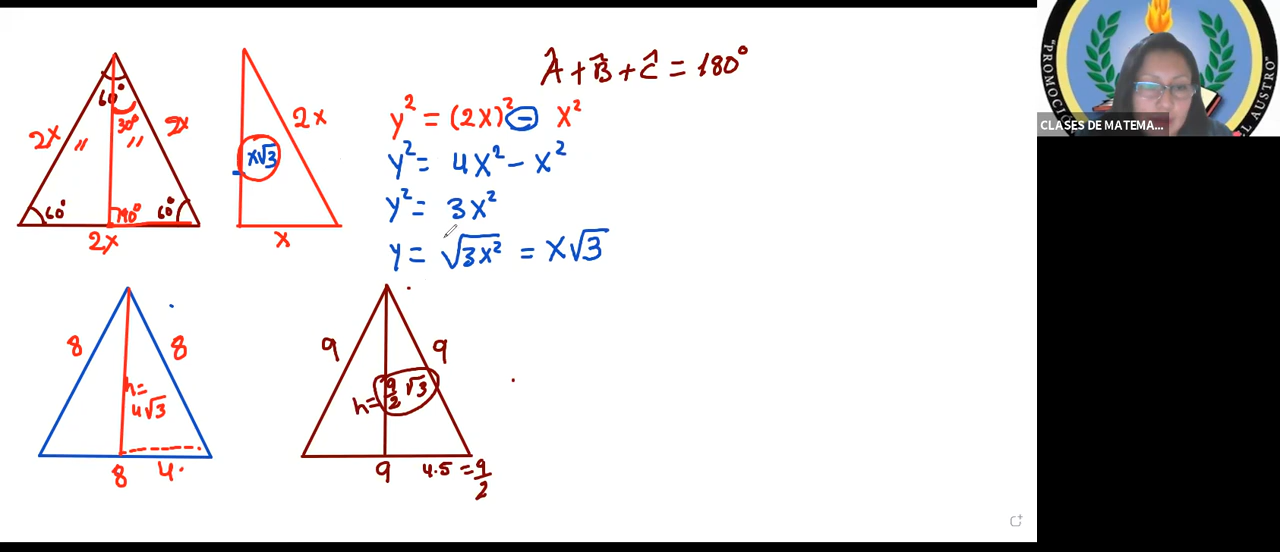 Â + B̂ + Ĉ = 180°
60°
30°
2x
2x
60°
90°
60°
2x
2x
x√3
x
y² = (2x)² - x²
y² = 4x² - x²
y² = 3x²
y = √3x² = x√3
8
8
h =
4√3
8
4.
9
9
h = 9/2 √3
9
4.5 = 9/2
"PROMOCIÓN
EL AUSTRO"
CLASES DE MATEMA...